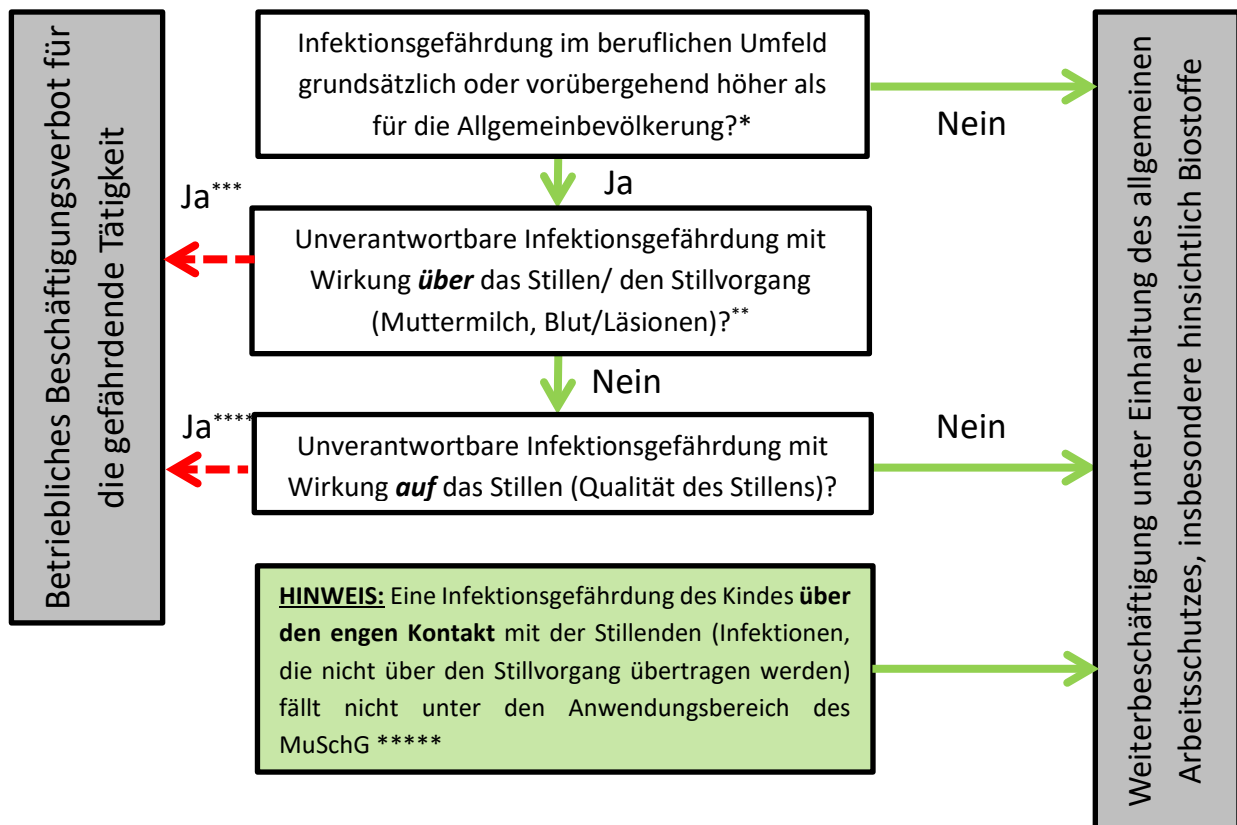 Betriebliches Beschäftigungsverbot für
die gefährdende Tätigkeit
Infektionsgefährdung im beruflichen Umfeld
grundsätzlich oder vorübergehend höher als
für die Allgemeinbevölkerung?*
Nein
Ja
Ja***
Unverantwortbare Infektionsgefährdung mit
Wirkung über das Stillen/ den Stillvorgang
(Muttermilch, Blut/Läsionen)?**
Nein
Ja****
Unverantwortbare Infektionsgefährdung mit
Wirkung auf das Stillen (Qualität des Stillens)?
Nein
HINWEIS: Eine Infektionsgefährdung des Kindes über
den engen Kontakt mit der Stillenden (Infektionen,
die nicht über den Stillvorgang übertragen werden)
fällt nicht unter den Anwendungsbereich des
MuSchG *****
Weiterbeschäftigung unter Einhaltung des allgemeinen
Arbeitsschutzes, insbesondere hinsichtlich Biostoffe